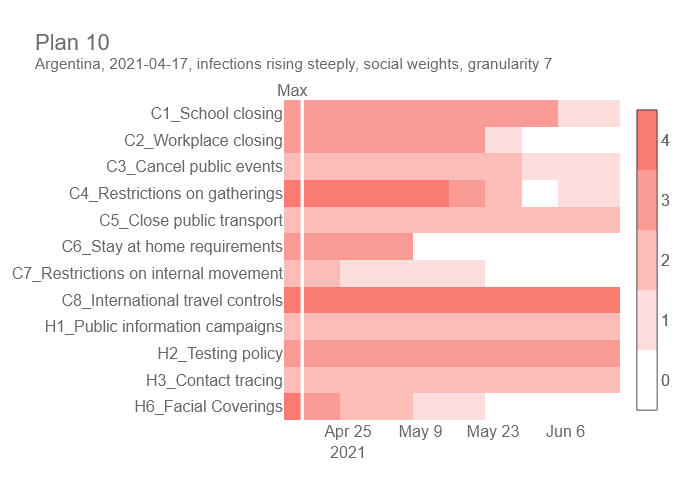 Plan 10
Argentina, 2021-04-17, infections rising steeply, social weights, granularity 7
Max
C1_School closing
C2_Workplace closing
C3_Cancel public events
C4_Restrictions on gatherings
C5_Close public transport
C6_Stay at home requirements
C7_Restrictions on internal movement
C8_International travel controls
H1_Public information campaigns
H2_Testing policy
H3_Contact tracing
H6_Facial Coverings
Apr 25 May 9 May 23 Jun 6
2021
4
3
2
1
0